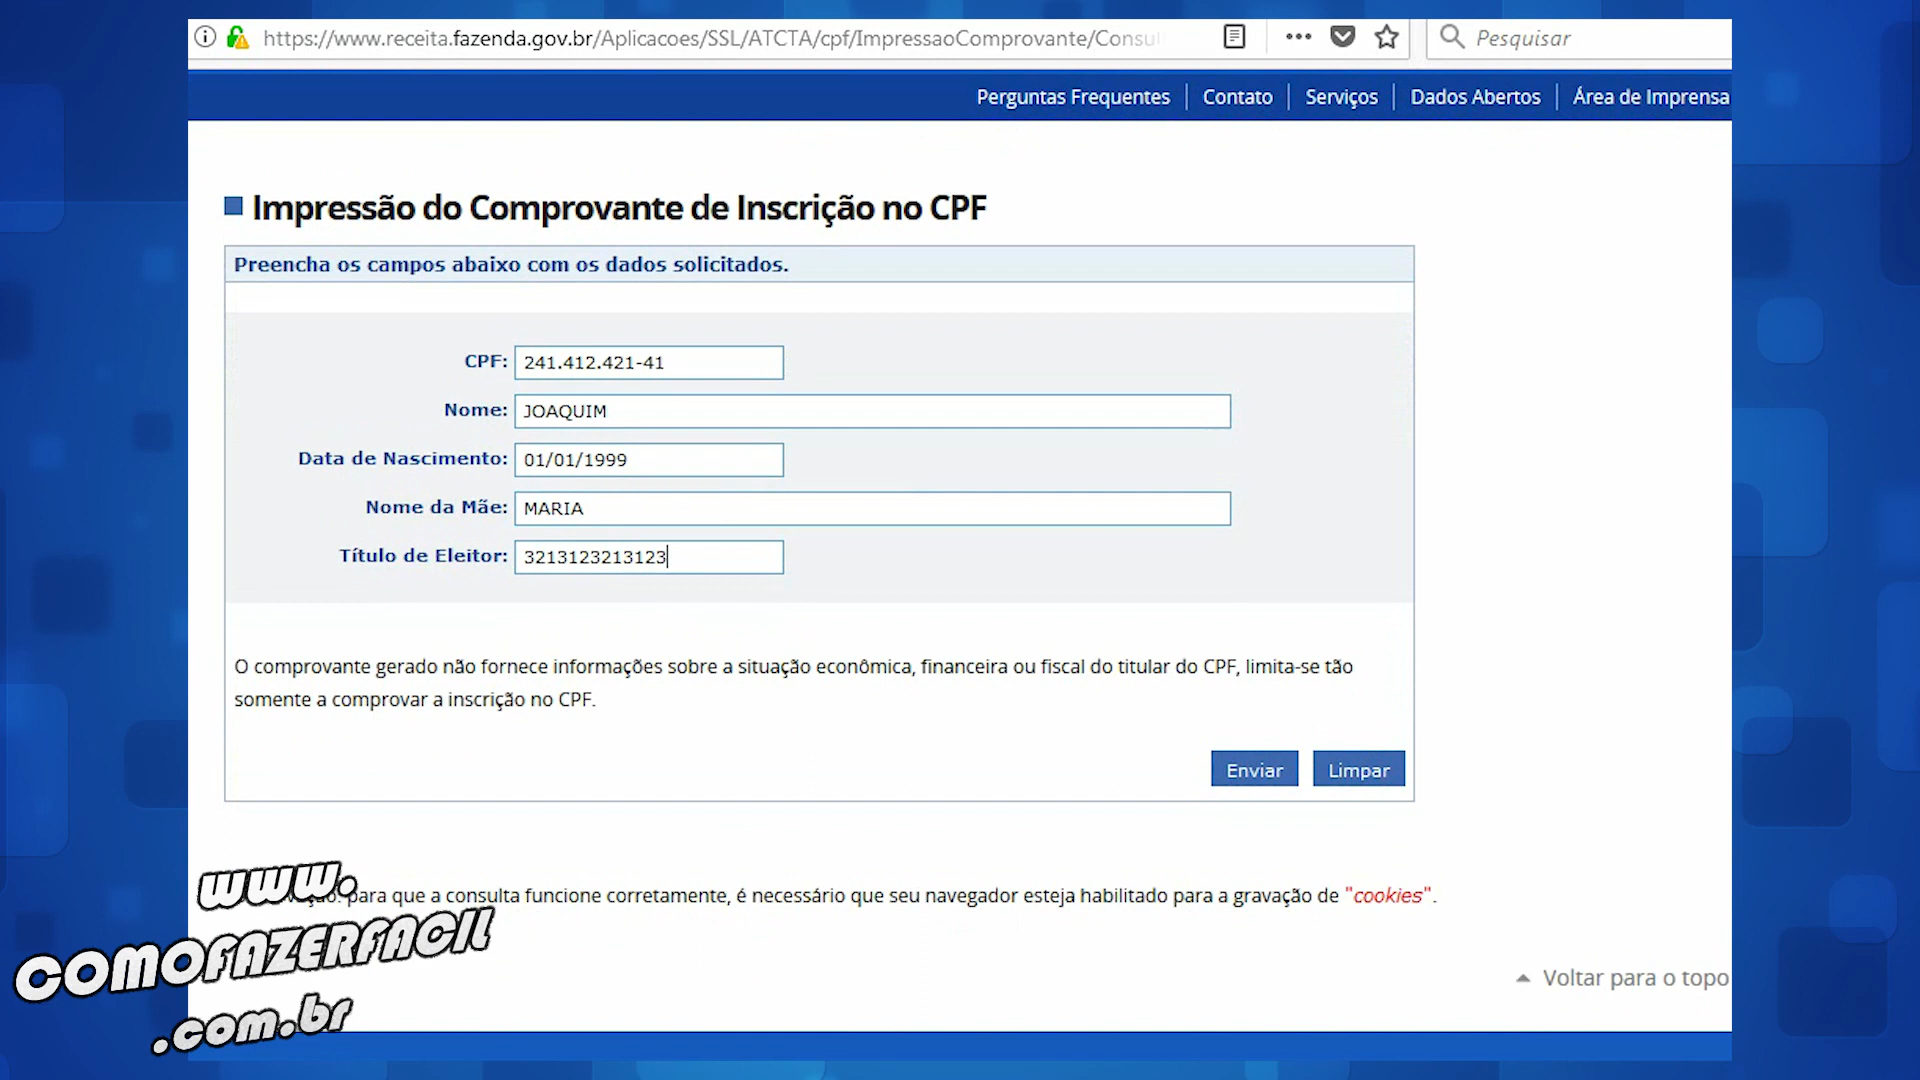 https://www.receita.fazenda.gov.br/Aplicacoes/SSL/ATCTA/cpf/ImpressaoComprovante/Consu
Pesquisar
Perguntas Frequentes | Contato | Serviços | Dados Abertos | Área de Imprensa
Impressão do Comprovante de Inscrição no CPF
Preencha os campos abaixo com os dados solicitados.
CPF: 241.412.421-41
Nome: JOAQUIM
Data de Nascimento: 01/01/1999
Nome da Mãe: MARIA
Título de Eleitor: 3213123213123
O comprovante gerado não fornece informações sobre a situação econômica, financeira ou fiscal do titular do CPF, limita-se tão
somente a comprovar a inscrição no CPF.
Enviar Limpar
para que a consulta funcione corretamente, é necessário que seu navegador esteja habilitado para a gravação de "cookies".
Voltar para o topo
www.
COMOFAZERFACIL
.com.br